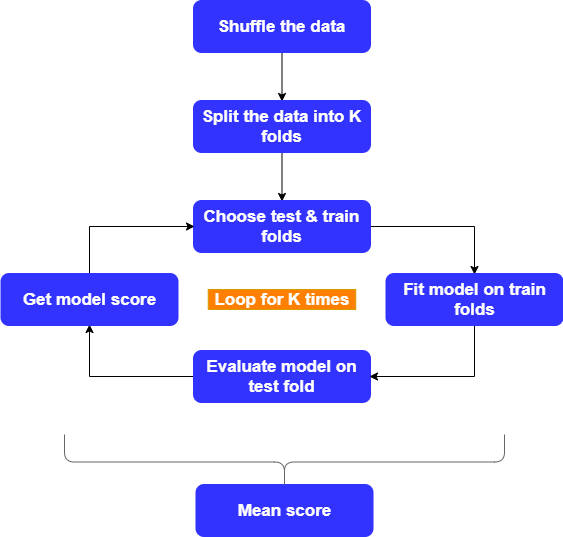 Shuffle the data
Split the data into K
folds
Choose test & train
folds
Get model score
Loop for K times
Fit model on train
folds
Evaluate model on
test fold
Mean score